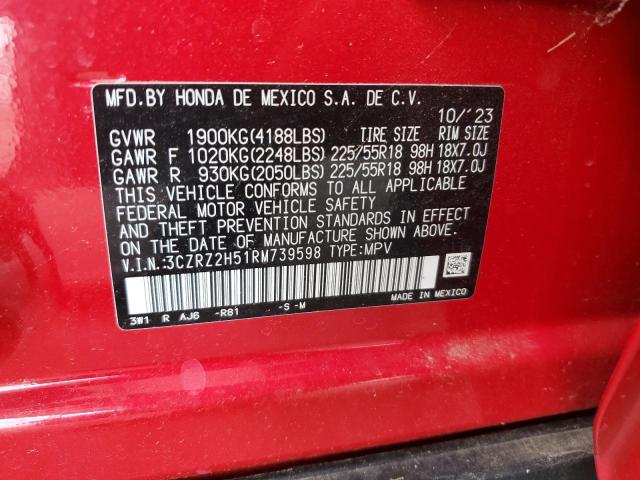 MFD.BY HONDA DE MEXICO S.A. DE C.V.
10/'23
GVWR 1900KG(4188LBS) TIRE SIZE RIM SIZE
GAWR F 1020KG(2248LBS) 225/55R18 98H 18X7.0J
GAWR R 930KG(2050LBS) 225/55R18 98H 18X7.0J
THIS VEHICLE CONFORMS TO ALL APPLICABLE
FEDERAL MOTOR VEHICLE SAFETY
AND THEFT PREVENTION STANDARDS IN EFFECT
ON THE DATE OF MANUFACTURE SHOWN ABOVE.
V.I.N.:3CZRZ2H51RM739598 TYPE:MPV
3W1 R AJ6 -R81 -S -M
MADE IN MEXICO